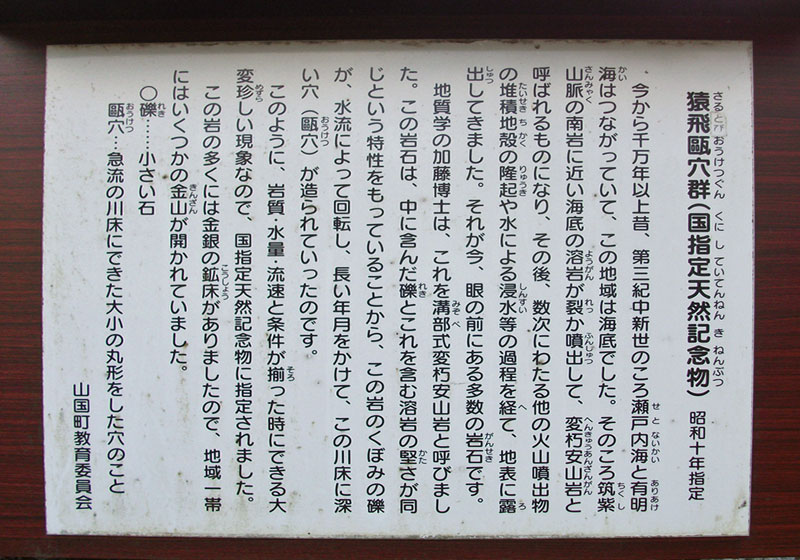 猿飛甌穴群(国指定天然記念物) 昭和十年指定
今から千万年以上昔、第三紀中新世のころ瀬戸内海と有明
海はつながっていて、この地域は海底でした。そのころ筑紫
山脈の南岩に近い海底の溶岩が裂か噴出して、変朽安山岩と
呼ばれるものになり、その後、数次にわたる他の火山噴出物
の堆積地殻の隆起や水による浸水等の過程を経て、地表に露
出してきました。それが今、眼の前にある多数の岩石です。
地質学の加藤博士は、これを溝部式変朽安山岩と呼びまし
た。この岩石は、中に含んだ礫とこれを含む溶岩の堅さが同
じという特性をもっていることから、この岩のくぼみの礫
が、水流によって回転し、長い年月をかけて、この川床に深
い穴(甌穴)が造られていったのです。
このように、岩質・水量・流速と条件が揃った時にできる大
変珍しい現象なので、国指定天然記念物に指定されました。
この岩の多くには金銀の鉱床がありましたので、地域一帯
にはいくつかの金山が開かれていました。
〇礫……小さい石
甌穴…急流の川床にできた大小の丸形をした穴のこと
山国町教育委員会